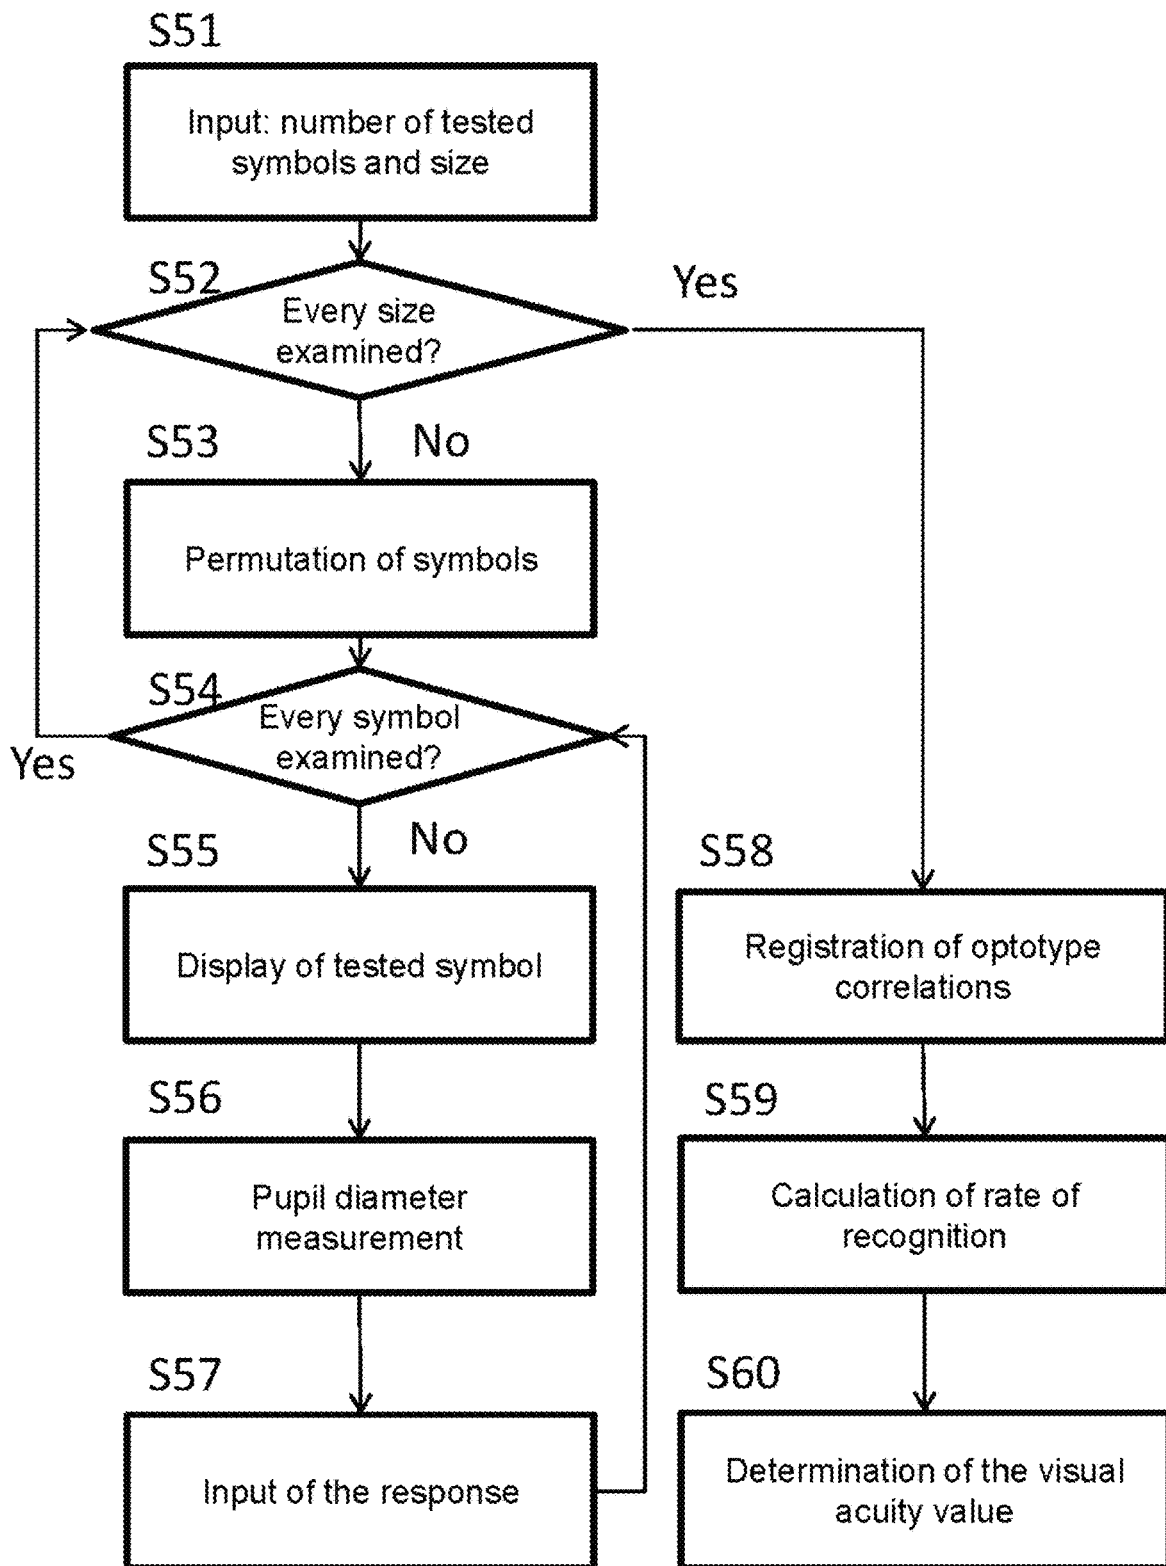 S51
Input: number of tested
symbols and size
S52
Every size
examined?
Yes
No
S53
Permutation of symbols
S54
Every symbol
examined?
Yes
No
S55
Display of tested symbol
S56
Pupil diameter
measurement
S57
Input of the response
S58
Registration of optotype
correlations
S59
Calculation of rate of
recognition
S60
Determination of the visual
acuity value